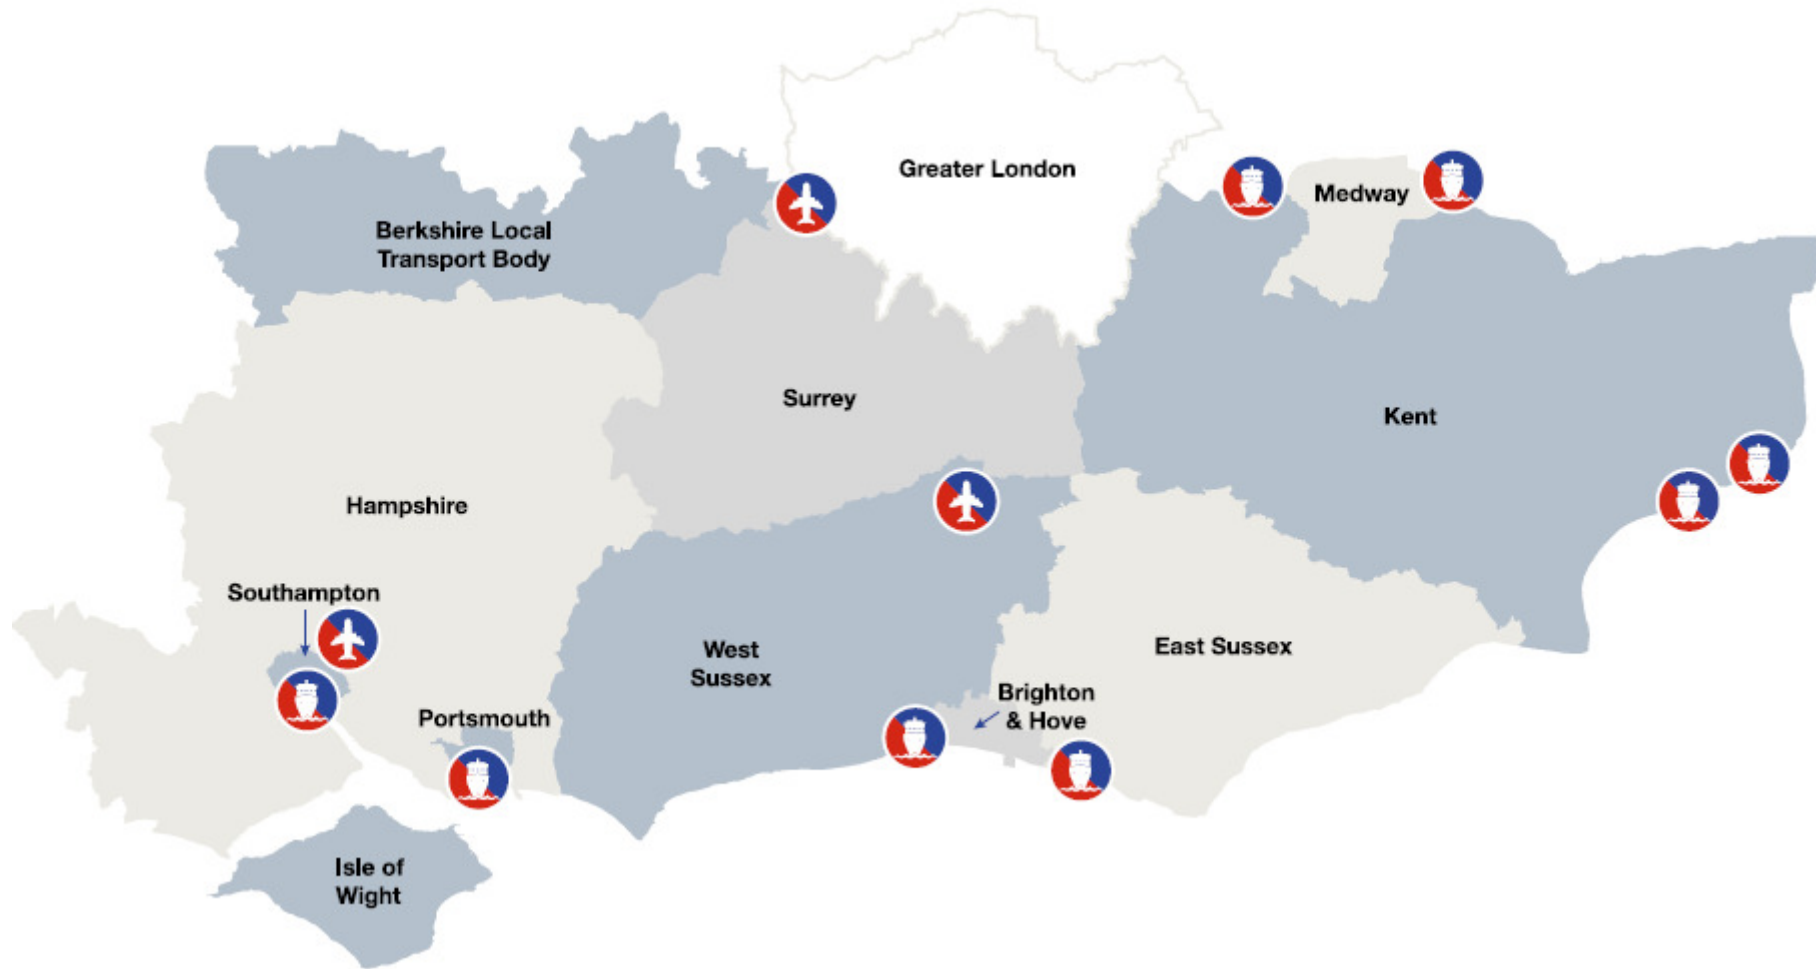 Greater London
Medway
Berkshire Local
Transport Body
Surrey
Kent
Hampshire
Southampton
West
Sussex
East Sussex
Brighton
& Hove
Portsmouth
Isle of
Wight